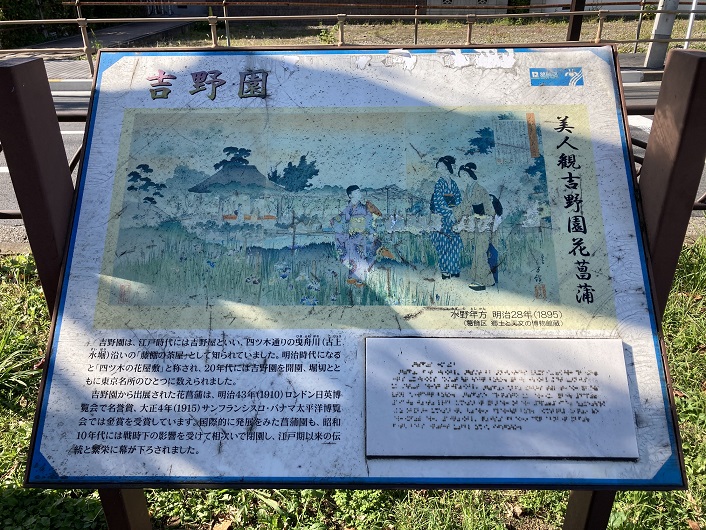 吉野園
美人観吉野園花菖蒲
水野年方 明治28年(1895)
(葛飾区 郷土と天文の博物館蔵)
吉野園は、江戸時代には吉野屋といい、四ツ木通りの曳舟川(古上
水堀)沿いの「腰掛の茶屋」として知られていました。明治時代になる
と「四ツ木の花屋敷」と称され、20年代には吉野園を開園、堀切とと
もに東京名所のひとつに数えられました。
吉野園から出展された花菖蒲は、明治43年(1910)ロンドン日英博
覧会で名誉賞、大正4年(1915)サンフランシスコ・パナマ太平洋博覧
会では金賞を受賞しています。国際的に発展をみた菖蒲園も、昭和
10年代には戦時下の影響を受けて相次いで閉園し、江戸期以来の伝
統と繁栄に幕が下ろされました。